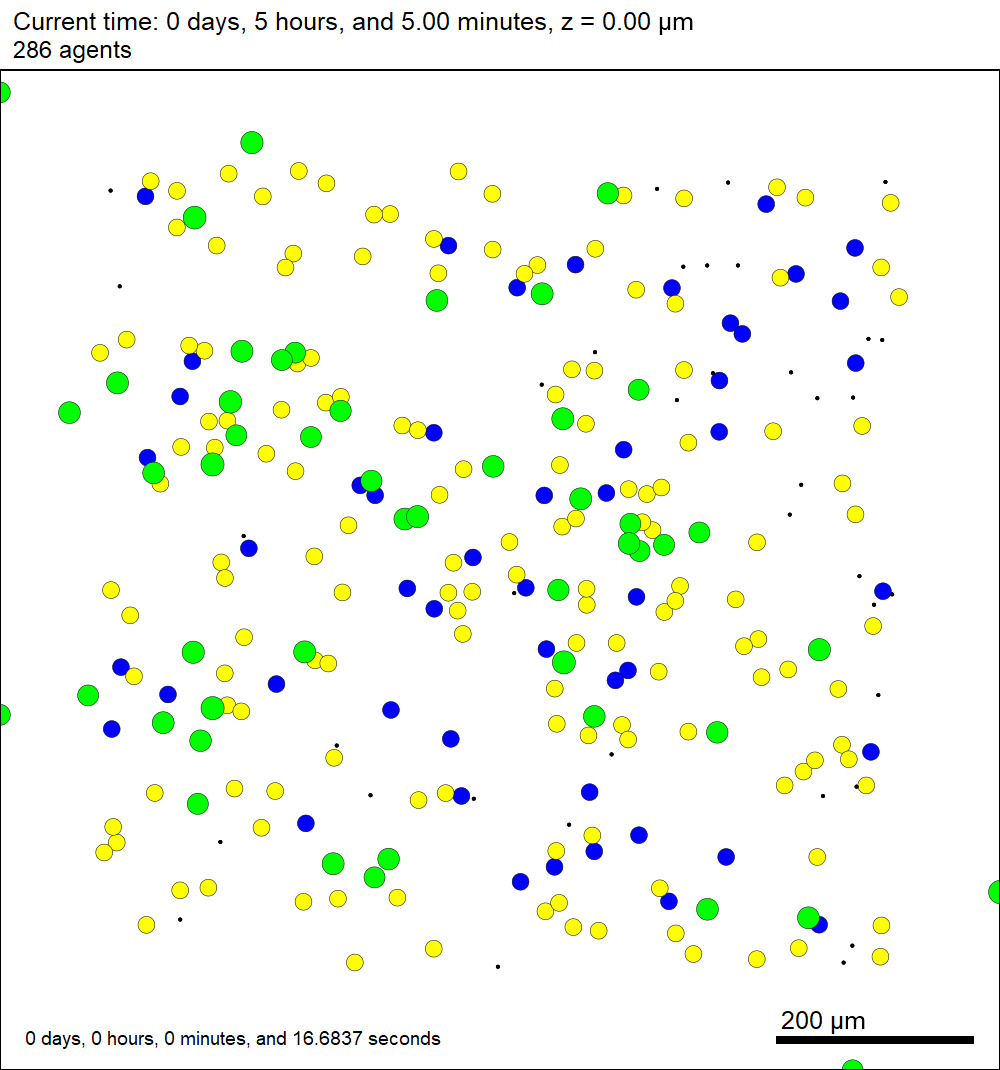 Current time: 0 days, 5 hours, and 5.00 minutes, z = 0.00 μm
286 agents
200 μm
0 days, 0 hours, 0 minutes, and 16.6837 seconds